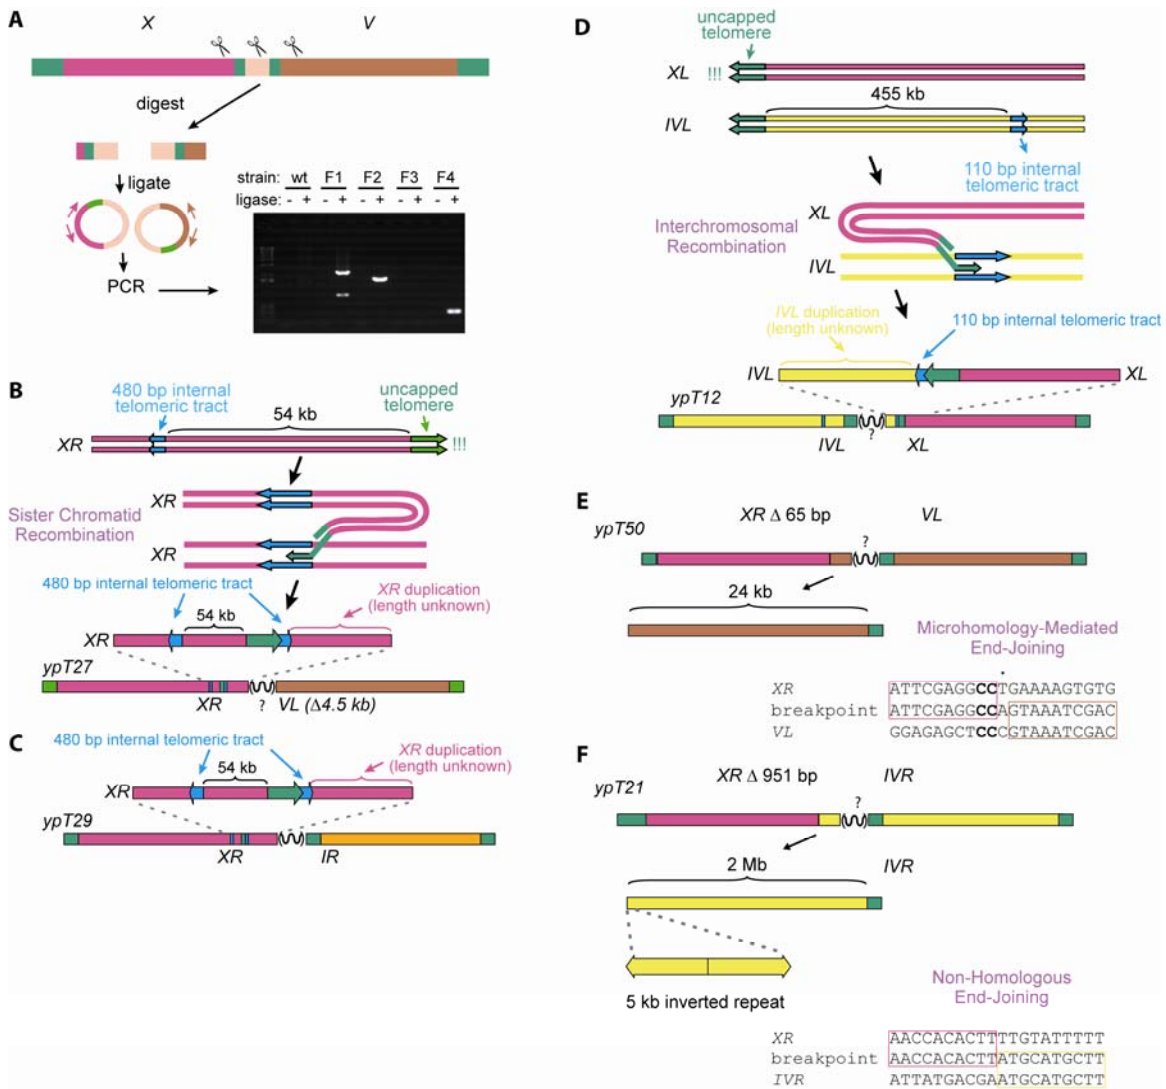 A
X
V
digest
ligate
PCR
strain: wt F1 F2 F3 F4
ligase: - + - + - + - + - +
B
480 bp internal
telomeric tract
uncapped
telomere
54 kb
XR
!!!
XR
Sister Chromatid
Recombination
XR
480 bp internal telomeric tract
XR duplication
(length unknown)
54 kb
XR
ypT27
XR
?
VL (Δ4.5 kb)
C
480 bp internal telomeric tract
XR duplication
(length unknown)
54 kb
XR
ypT29
XR
?
IR
D
uncapped
telomere
XL
!!!
455 kb
IVL
110 bp internal
telomeric tract
XL
Interchromosomal
Recombination
IVL
IVL duplication
(length unknown)
110 bp internal telomeric tract
IVL
XL
ypT12
?
IVL
XL
E
XR Δ 65 bp
VL
ypT50
?
24 kb
Microhomology-Mediated
End-Joining
XR ATTCGAGGCCTGAAAAGTGTG
breakpoint ATTCGAGGCCAGTAAATCGAC
VL GGAGAGCTCCCGTAAATCGAC
F
XR Δ 951 bp
IVR
ypT21
?
2 Mb
IVR
5 kb inverted repeat
Non-Homologous
End-Joining
XR AACCACACTTTTGTATTTTT
breakpoint AACCACACTTATGCATGCTT
IVR ATTATGACGAATGCATGCTT